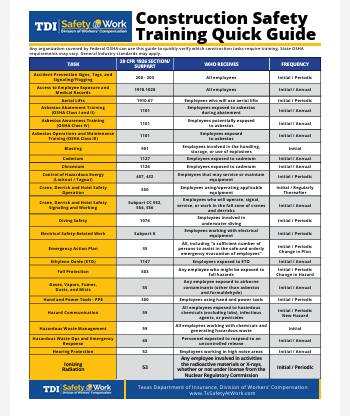 TDI Safety@Work
Division of Workers' Compensation
Construction Safety
Training Quick Guide
Any organization covered by Federal OSHA can use this guide to quickly verify which construction tasks require training. State OSHA
requirements may vary. General Industry standards may apply.
TASK 29 CFR 1926 SECTION/ SUBPART WHO RECEIVES FREQUENCY
Accident Prevention Signs, Tags, and Signaling/Flagging 200 - 203 All employees Initial / Periodic
Access to Employee Exposure and Medical Records 1910.1020 All employees Initial / Annual
Aerial Lifts 1910.67 Employees who will use aerial lifts Initial / Periodic
Asbestos Abatement Training (OSHA Class I and II) 1101 Employees exposed to asbestos during abatement Initial / Annual
Asbestos Awareness Training (OSHA Class IV) 1101 Employees potentially exposed to asbestos Initial / Annual
Asbestos Operations and Maintenance Training (OSHA Class III) 1101 Employees exposed to asbestos Initial / Annual
Blasting 901 Employees involved in the handling, storage, or use of explosives Initial
Cadmium 1127 Employees exposed to cadmium Initial / Annual
Chromium 1126 Employees exposed to cadmium Initial / Annual
Control of Hazardous Energy (Lockout / Tagout) 407, 432 Employees that may service or maintain equipment Initial / Periodic
Crane, Derrick and Hoist Safety Operation 550 Employees using/operating applicable equipment Initial / Regularly Thereafter
Crane, Derrick and Hoist Safety Signaling and Working Subpart CC 552, 554, 556 Employees who will operate, signal, service, or work in the fall zone of cranes and derricks Initial / Annual
Diving Safety 1076 Employees involved in underwater diving Initial / Periodic
Electrical Safety-Related Work Subpart K Employees working with electrical equipment Initial / Periodic
Emergency Action Plan 35 All, including "a sufficient number of persons to assist in the safe and orderly emergency evacuation of employees" Initial / Periodic Change in Plan
Ethylene Oxide (ETO) 1147 Employees exposed to ETO Initial / Annual
Fall Protection 503 Any employee who might be exposed to fall hazards Initial / Periodic Change in Hazard
Gases, Vapors, Fumes, Dusts, and Mists 55 Any employee exposed to airborne contaminants (other than asbestos and formaldehyde) Initial / Annual
Hand and Power Tools - PPE 300 Employees using hand and power tools Initial / Periodic
Hazard Communication 59 All employees exposed to hazardous chemicals (excluding labs), infectious agents, or pesticides Initial / Periodic New Hazard
Hazardous Waste Management 59 All employees working with chemicals and generating hazardous waste Initial
Hazardous Waste Ops and Emergency Response 65 Personnel expected to respond to an uncontrolled release Initial / Annual
Hearing Protection 52 Employees working in high noise areas Initial / Annual
Ionizing Radiation 53 Any employee involved in activities the radioactive materials or X-rays, whether or not under license from the Nuclear Regulatory Commission Initial / Periodic
TDI Safety@Work
Division of Workers' Compensation
Texas Department of Insurance, Division of Workers' Compensation
www.TxSafetyAtWork.com